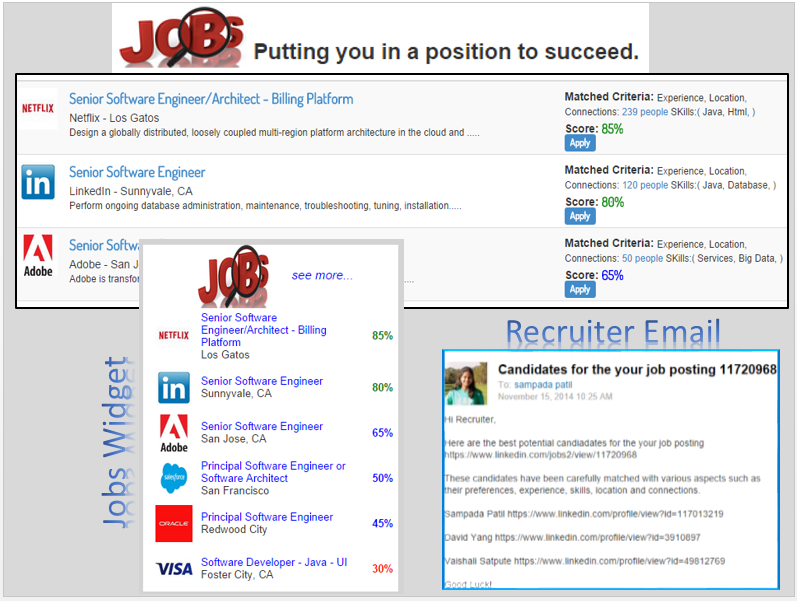 JOBS
Putting you in a position to succeed.
NETFLIX
Senior Software Engineer/Architect - Billing Platform
Netflix - Los Gatos
Design a globally distributed, loosely coupled multi-region platform architecture in the cloud and .....
Matched Criteria: Experience, Location,
Connections: 239 people SKills:( Java, Html, )
Score: 85%
Apply
in
Senior Software Engineer
LinkedIn - Sunnyvale, CA
Perform ongoing database administration, maintenance, troubleshooting, tuning, installation.....
Matched Criteria: Experience, Location,
Connections: 120 people SKills:( Java, Database, )
Score: 80%
Apply
Adobe
Senior Softwa
Adobe - San J
Adobe is transfor
....
Matched Criteria: Experience, Location,
Connections: 50 people SKills:( Services, Big Data, )
Score: 65%
Apply
Jobs Widget
JOBS
see more...
NETFLIX
Senior Software
Engineer/Architect - Billing
Platform
Los Gatos
85%
in
Senior Software Engineer
Sunnyvale, CA
80%
Adobe
Senior Software Engineer
San Jose, CA
65%
salesforce
Principal Software Engineer or
Software Architect
San Francisco
50%
ORACLE
Principal Software Engineer
Redwood City
45%
VISA
Software Developer - Java - UI
Foster City, CA
30%
Recruiter Email
Candidates for the your job posting 11720968
To: sampada patil
November 15, 2014 10:25 AM
Hi Recruiter,
Here are the best potential candiadates for the your job posting
https://www.linkedin.com/jobs2/view/11720968
These candidates have been carefully matched with various aspects such as
their preferences, experience, skills, location and connections.
Sampada Patil https://www.linkedin.com/profile/view?id=117013219
David Yang https://www.linkedin.com/profile/view?id=3910897
Vaishali Satpute https://www.linkedin.com/profile/view?id=49812769
Good Luck!